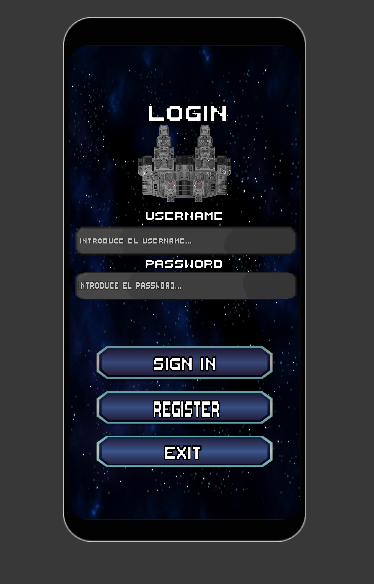 LOGIN
USERNAME
INTRODUCE EL USERNAME...
PASSWORD
INTRODUCE EL PASSWORD...
SIGN IN
REGISTER
EXIT